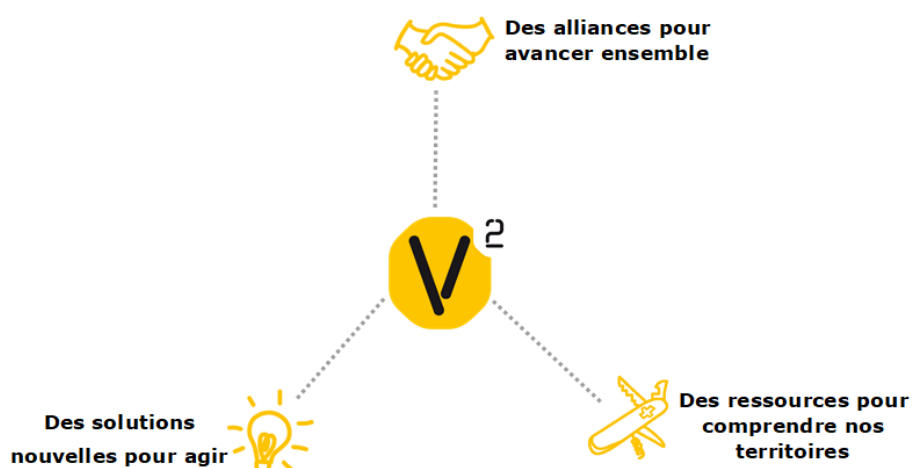 Des alliances pour
avancer ensemble
V2
Des solutions
nouvelles pour agir
Des ressources pour
comprendre nos
territoires